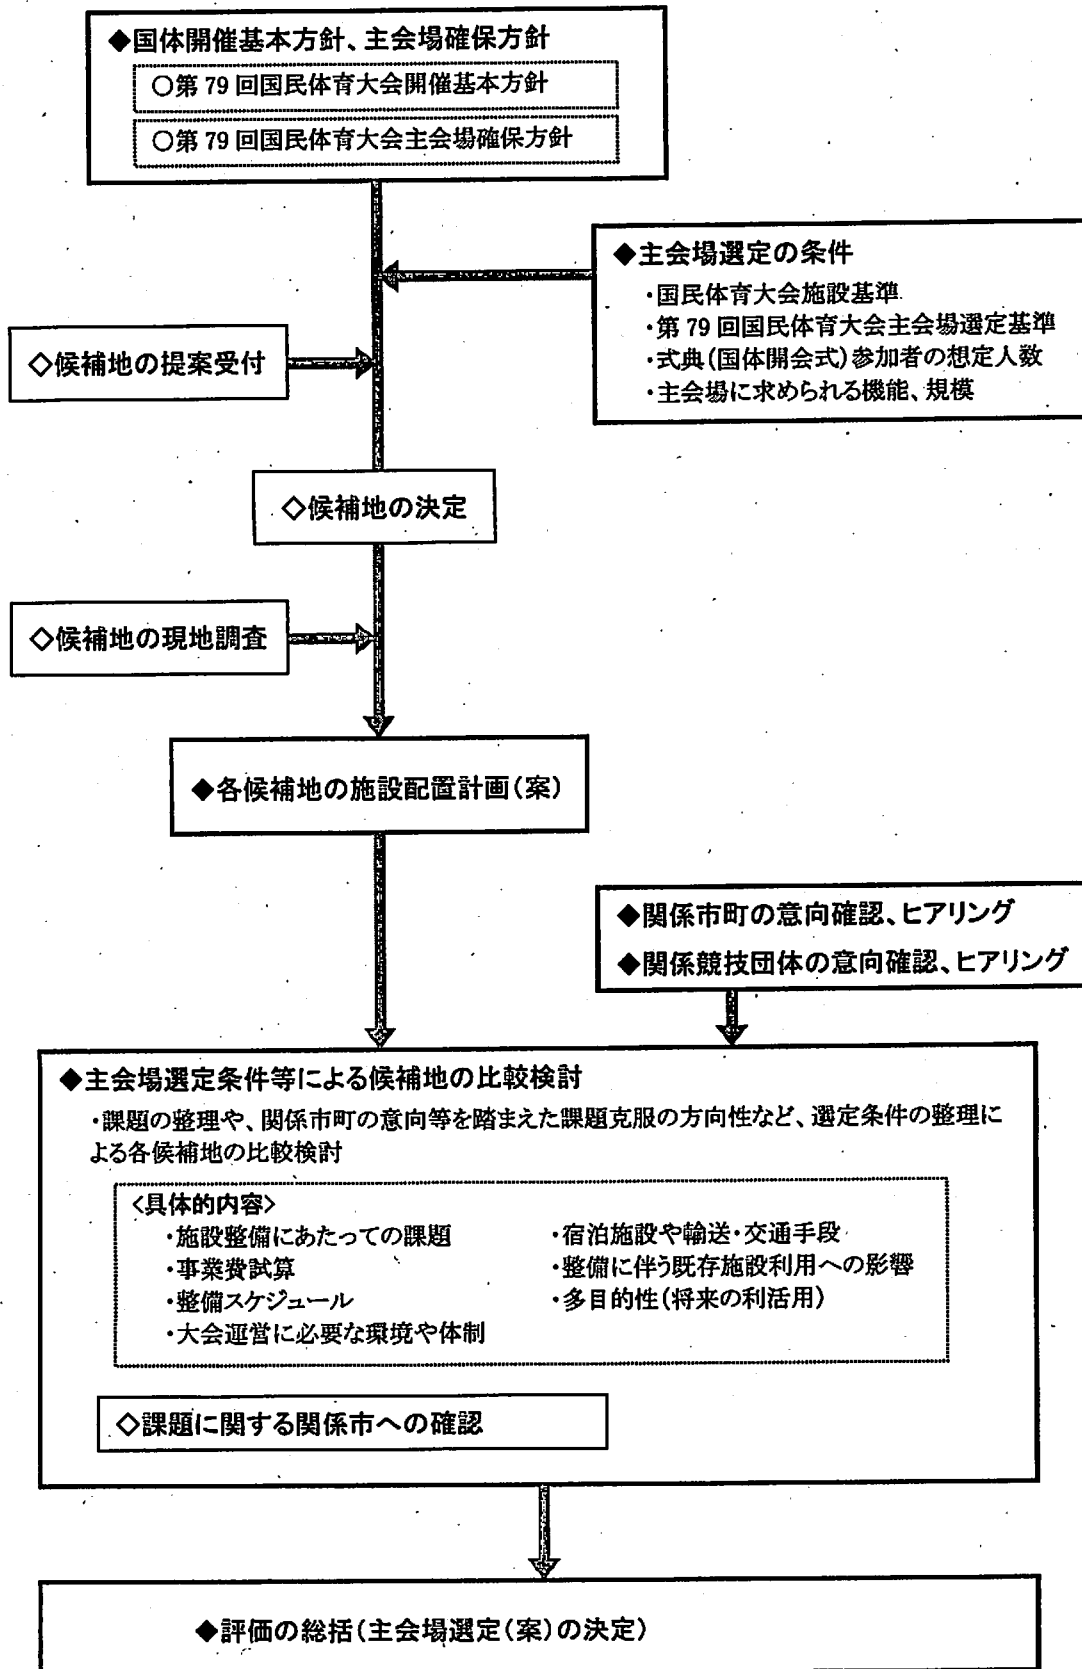 ◆国体開催基本方針、主会場確保方針
○第 79 回国民体育大会開催基本方針
○第 79 回国民体育大会主会場確保方針
◆主会場選定の条件
・国民体育大会施設基準
・第 79 回国民体育大会主会場選定基準
・式典(国体開会式)参加者の想定人数
・主会場に求められる機能、規模
◇候補地の提案受付
◇候補地の決定
◇候補地の現地調査
◆各候補地の施設配置計画(案)
◆関係市町の意向確認、ヒアリング
◆関係競技団体の意向確認、ヒアリング
◆主会場選定条件等による候補地の比較検討
・課題の整理や、関係市町の意向等を踏まえた課題克服の方向性など、選定条件の整理に
よる各候補地の比較検討
<具体的内容>
・施設整備にあたっての課題
・事業費試算
・整備スケジュール
・大会運営に必要な環境や体制
・宿泊施設や輸送・交通手段
・整備に伴う既存施設利用への影響
・多目的性(将来の利活用)
◇課題に関する関係市への確認
◆評価の総括(主会場選定(案)の決定)